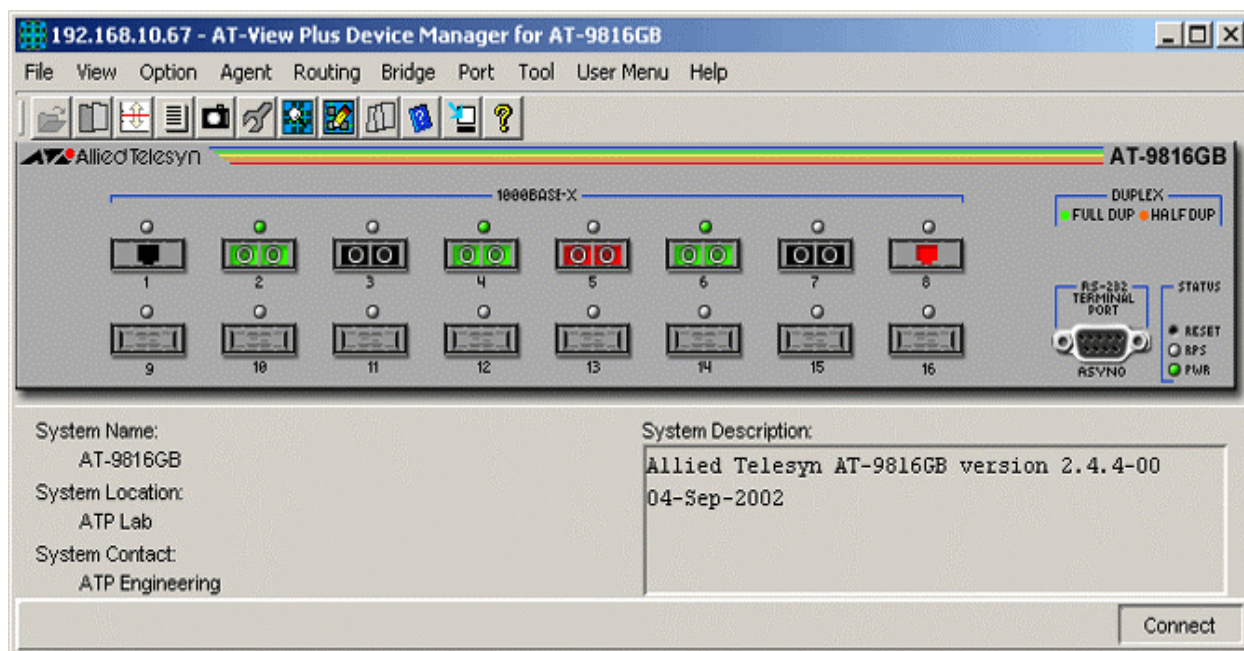 192.168.10.67 - AT-View Plus Device Manager for AT-9816GB
File View Option Agent Routing Bridge Port Tool User Menu Help
Allied Telesyn AT-9816GB
1000BASE-X
DUPLEX
FULL DUP HALF DUP
1 2 3 4 5 6 7 8
RS-232
TERMINAL
PORT
STATUS
RESET
RPS
PWR
ASYN0
9 10 11 12 13 14 15 16
System Name:
AT-9816GB
System Location:
ATP Lab
System Contact:
ATP Engineering
System Description:
Allied Telesyn AT-9816GB version 2.4.4-00
04-Sep-2002
Connect